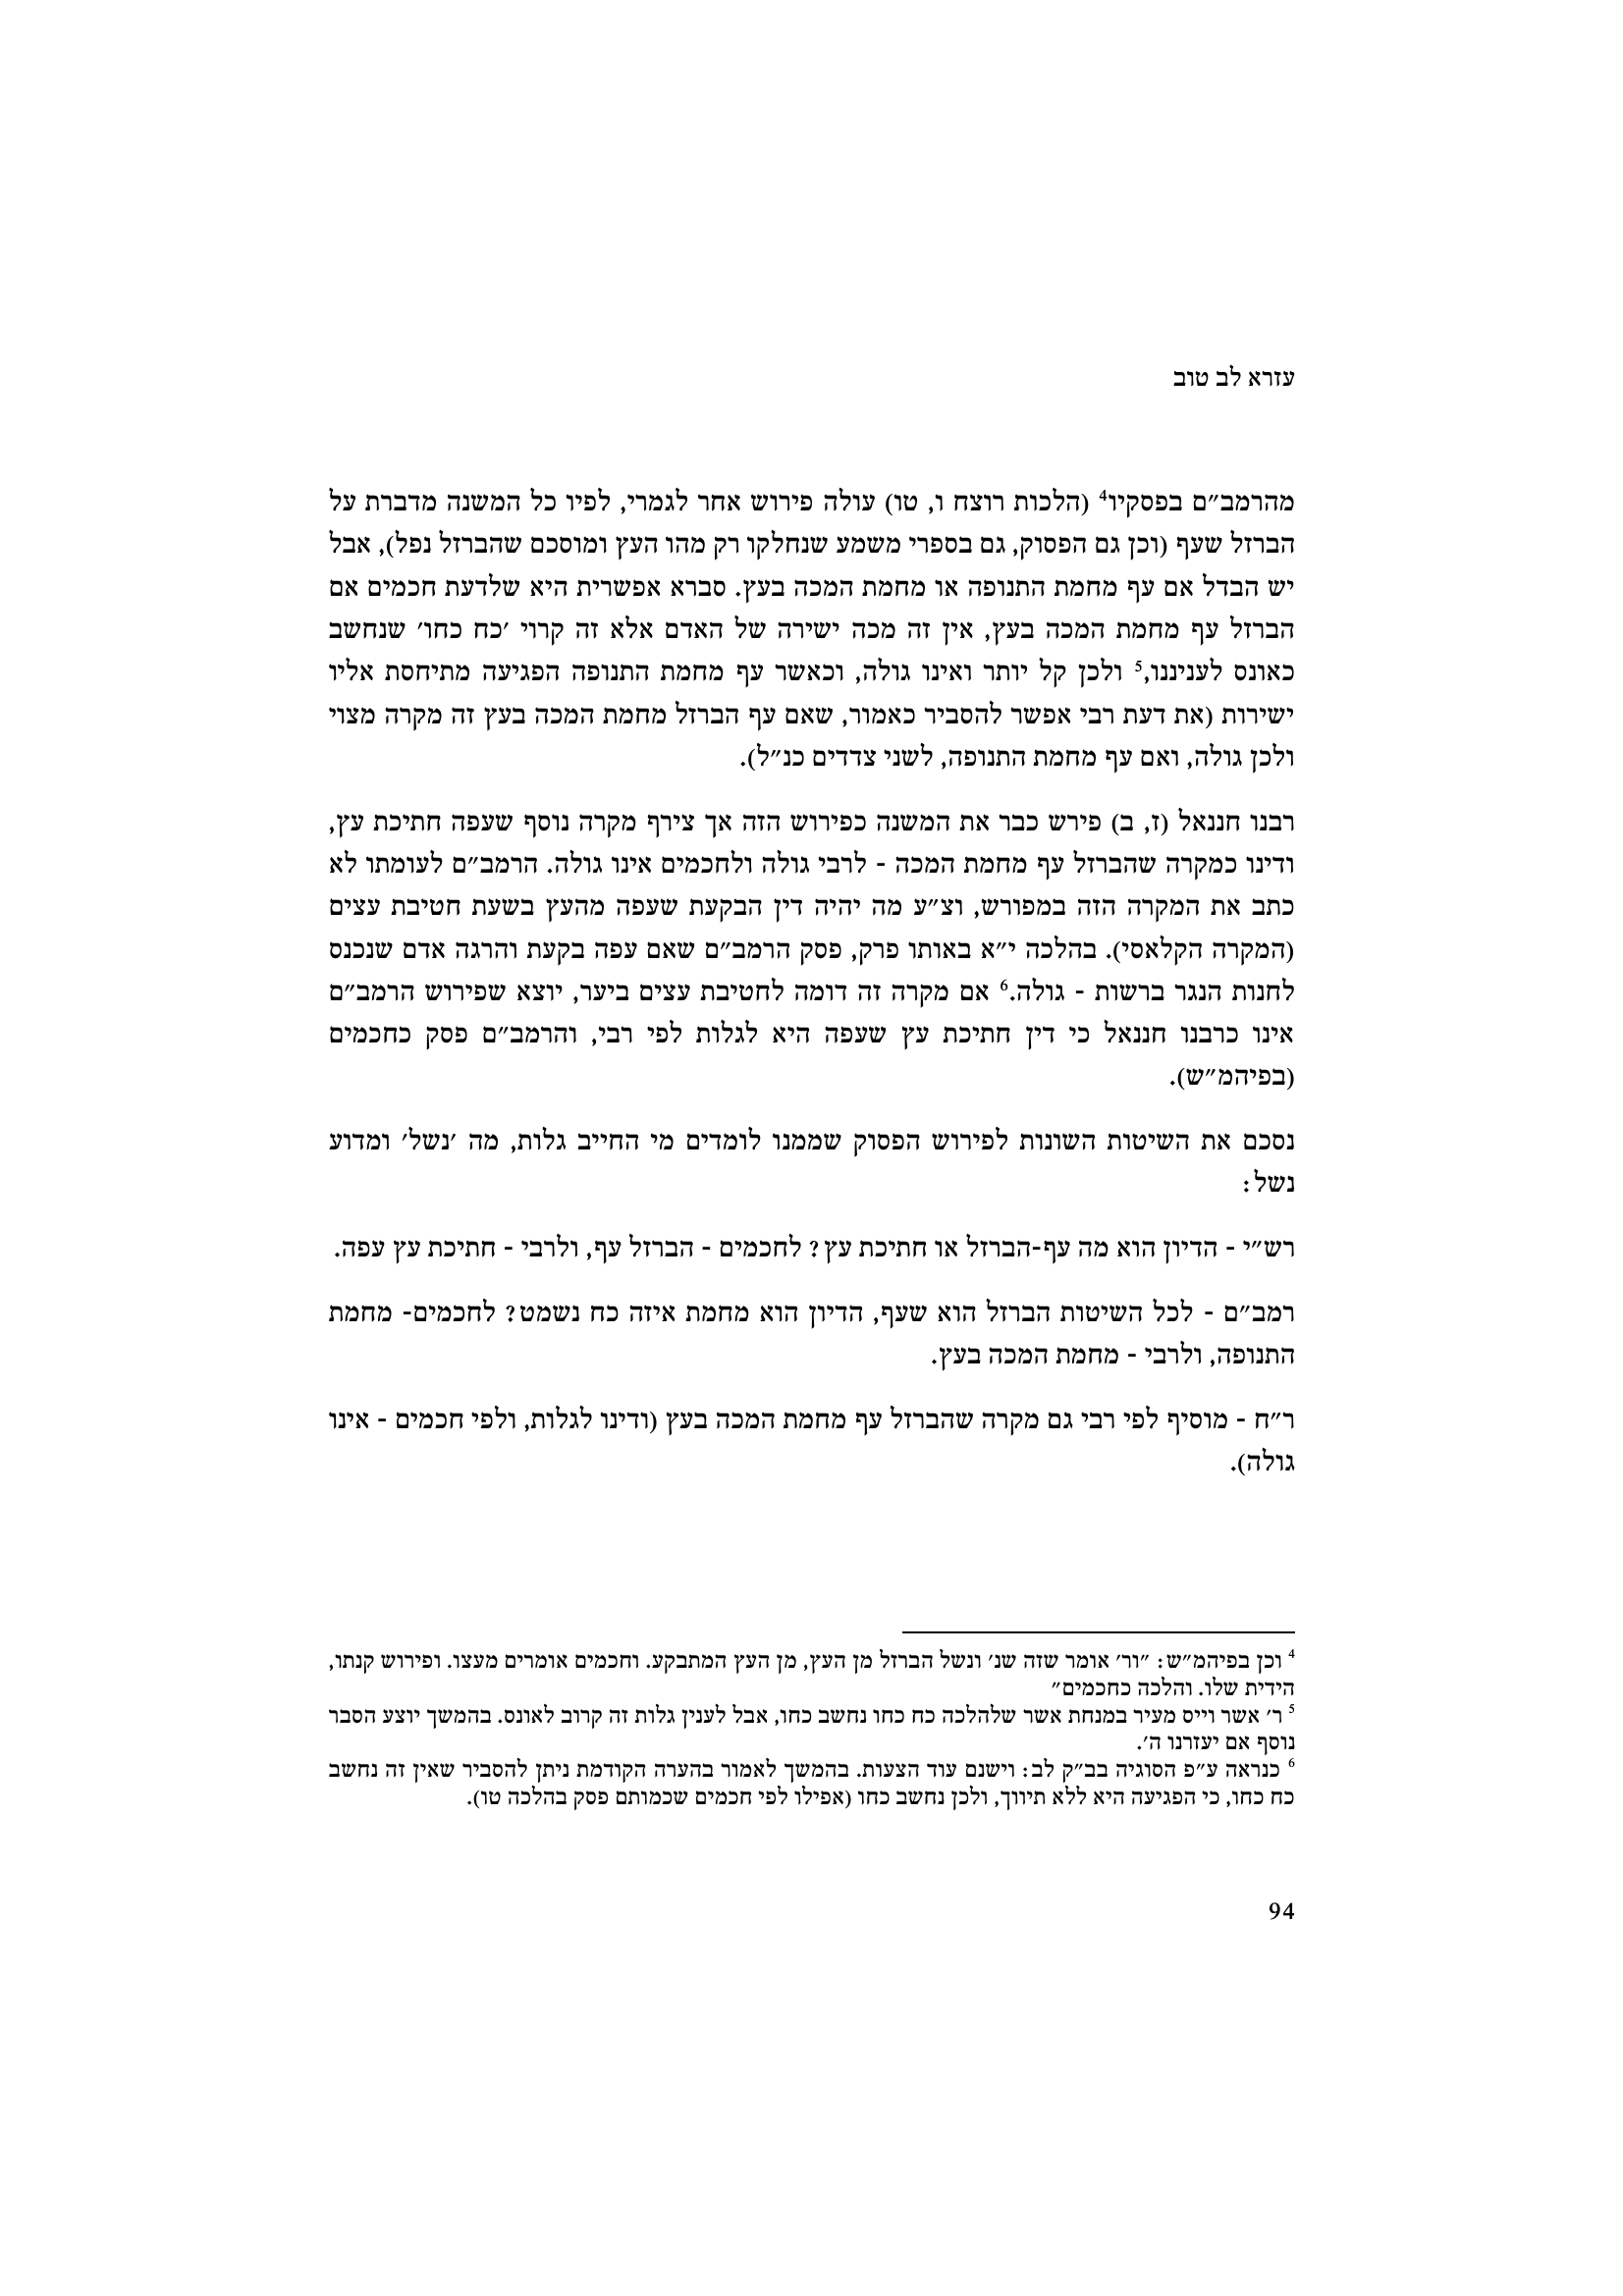 עזרא לב טוב
מהרמב״ם בפסקיו4 (הלכות רוצח ו, טו) עולה פירוש אחר לגמרי, לפיו כל המשנה מדברת על
הברזל שעף (וכן גם הפסוק, גם בספרי משמע שנחלקו רק מהו העץ ומוסכם שהברזל נפל), אבל
יש הבדל אם עף מחמת התנופה או מחמת המכה בעץ. סברא אפשרית היא שלדעת חכמים אם
הברזל עף מחמת המכה בעץ, אין זה מכה ישירה של האדם אלא זה קרוי ׳כח כחו׳ שנחשב
כאונס לעניננו,5 ולכן קל יותר ואינו גולה, וכאשר עף מחמת התנופה הפגיעה מתיחסת אליו
ישירות (את דעת רבי אפשר להסביר כאמור, שאם עף הברזל מחמת המכה בעץ זה מקרה מצוי
ולכן גולה, ואם עף מחמת התנופה, לשני צדדים כנ״ל).
רבנו חננאל (ז, ב) פירש כבר את המשנה כפירוש הזה אך צירף מקרה נוסף שעפה חתיכת עץ,
ודינו כמקרה שהברזל עף מחמת המכה - לרבי גולה ולחכמים אינו גולה. הרמב״ם לעומתו לא
כתב את המקרה הזה במפורש, וצ״ע מה יהיה דין הבקעת שעפה מהעץ בשעת חטיבת עצים
(המקרה הקלאסי). בהלכה י״א באותו פרק, פסק הרמב״ם שאם עפה בקעת והרגה אדם שנכנס
לחנות הנגר ברשות - גולה.6 אם מקרה זה דומה לחטיבת עצים ביער, יוצא שפירוש הרמב״ם
אינו כרבנו חננאל כי דין חתיכת עץ שעפה היא לגלות לפי רבי, והרמב״ם פסק כחכמים
(בפיהמ״ש).
נסכם את השיטות השונות לפירוש הפסוק שממנו לומדים מי החייב גלות, מה ׳נשל׳ ומדוע
נשל:
רש״י - הדיון הוא מה עף-הברזל או חתיכת עץ? לחכמים - הברזל עף, ולרבי - חתיכת עץ עפה.
רמב״ם - לכל השיטות הברזל הוא שעף, הדיון הוא מחמת איזה כח נשמט? לחכמים- מחמת
התנופה, ולרבי - מחמת המכה בעץ.
ר״ח - מוסיף לפי רבי גם מקרה שהברזל עף מחמת המכה בעץ (ודינו לגלות, ולפי חכמים - אינו
גולה).
4 וכן בפיהמ״ש: ״ור׳ אומר שזה שנ׳ ונשל הברזל מן העץ, מן העץ המתבקע. וחכמים אומרים מעצו. ופירוש קנתו,
הידית שלו. והלכה כחכמים״
5 ר׳ אשר וייס מעיר במנחת אשר שלהלכה כח כחו נחשב כחו, אבל לענין גלות זה קרוב לאונס. בהמשך יוצע הסבר
נוסף אם יעזרנו ה׳.
6 כנראה ע״פ הסוגיה בב״ק לב: וישנם עוד הצעות. בהמשך לאמור בהערה הקודמת ניתן להסביר שאין זה נחשב
כח כחו, כי הפגיעה היא ללא תיווך, ולכן נחשב כחו (אפילו לפי חכמים שכמותם פסק בהלכה טו).
94